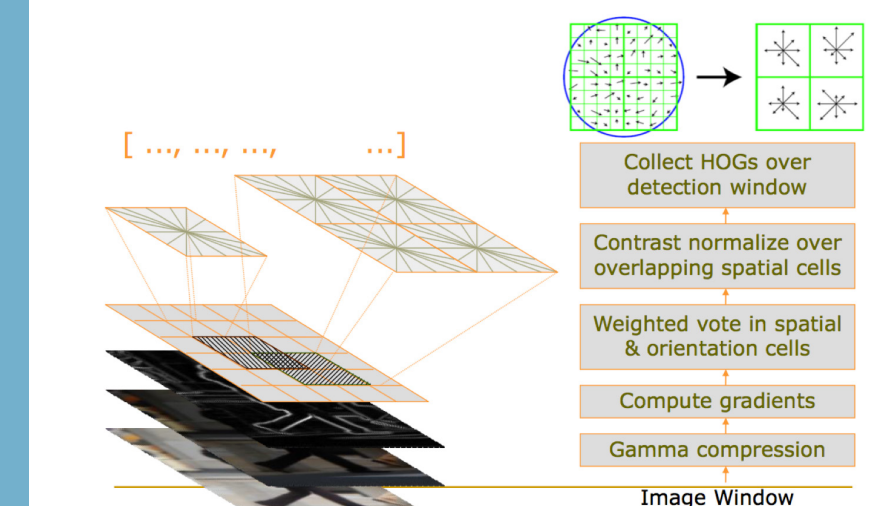 [ ..., ..., ...,    ...]
Collect HOGs over
detection window
Contrast normalize over
overlapping spatial cells
Weighted vote in spatial
& orientation cells
Compute gradients
Gamma compression
Image Window